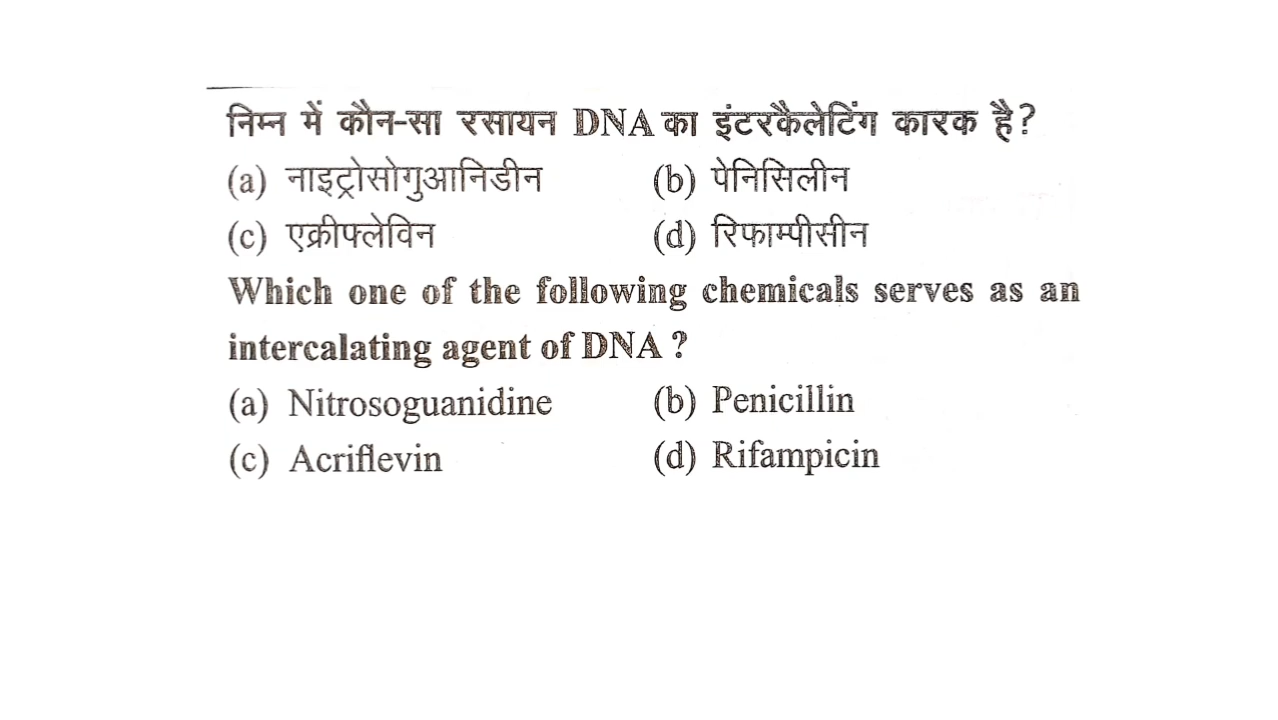 निम्न में कौन-सा रसायन DNA का इंटरकैलेटिंग कारक है?
(a) नाइट्रोसोगुआनिडीन (b) पेनिसिलीन
(c) एक्रीफ्लेविन (d) रिफाम्पीसीन
Which one of the following chemicals serves as an
intercalating agent of DNA ?
(a) Nitrosoguanidine (b) Penicillin
(c) Acriflevin (d) Rifampicin